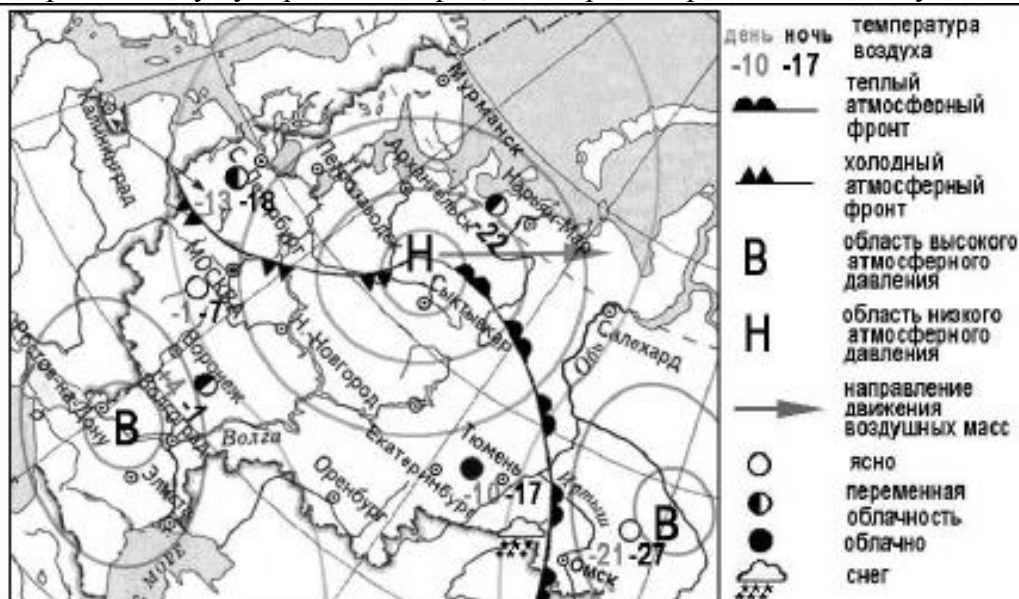 Калининград
Мурманск
С.-Петербург
Петрозаводск
Архангельск
Нарьян-Мар
-13 -18
-22
МОСКВА
Н
Сыктывкар
-7
Салехард
Обь
Воронеж
Н. Новгород
Ростов-на-Дону
В
Волга
Екатеринбург
Тюмень
Оренбург
-10 -17
Иртыш
Элиста
В
-21 -27
Омск
МОРЕ
день ночь
-10 -17
температура
воздуха
теплый
атмосферный
фронт
холодный
атмосферный
фронт
В
область высокого
атмосферного
давления
Н
область низкого
атмосферного
давления
направление
движения
воздушных масс
ясно
переменная
облачность
облачно
снег